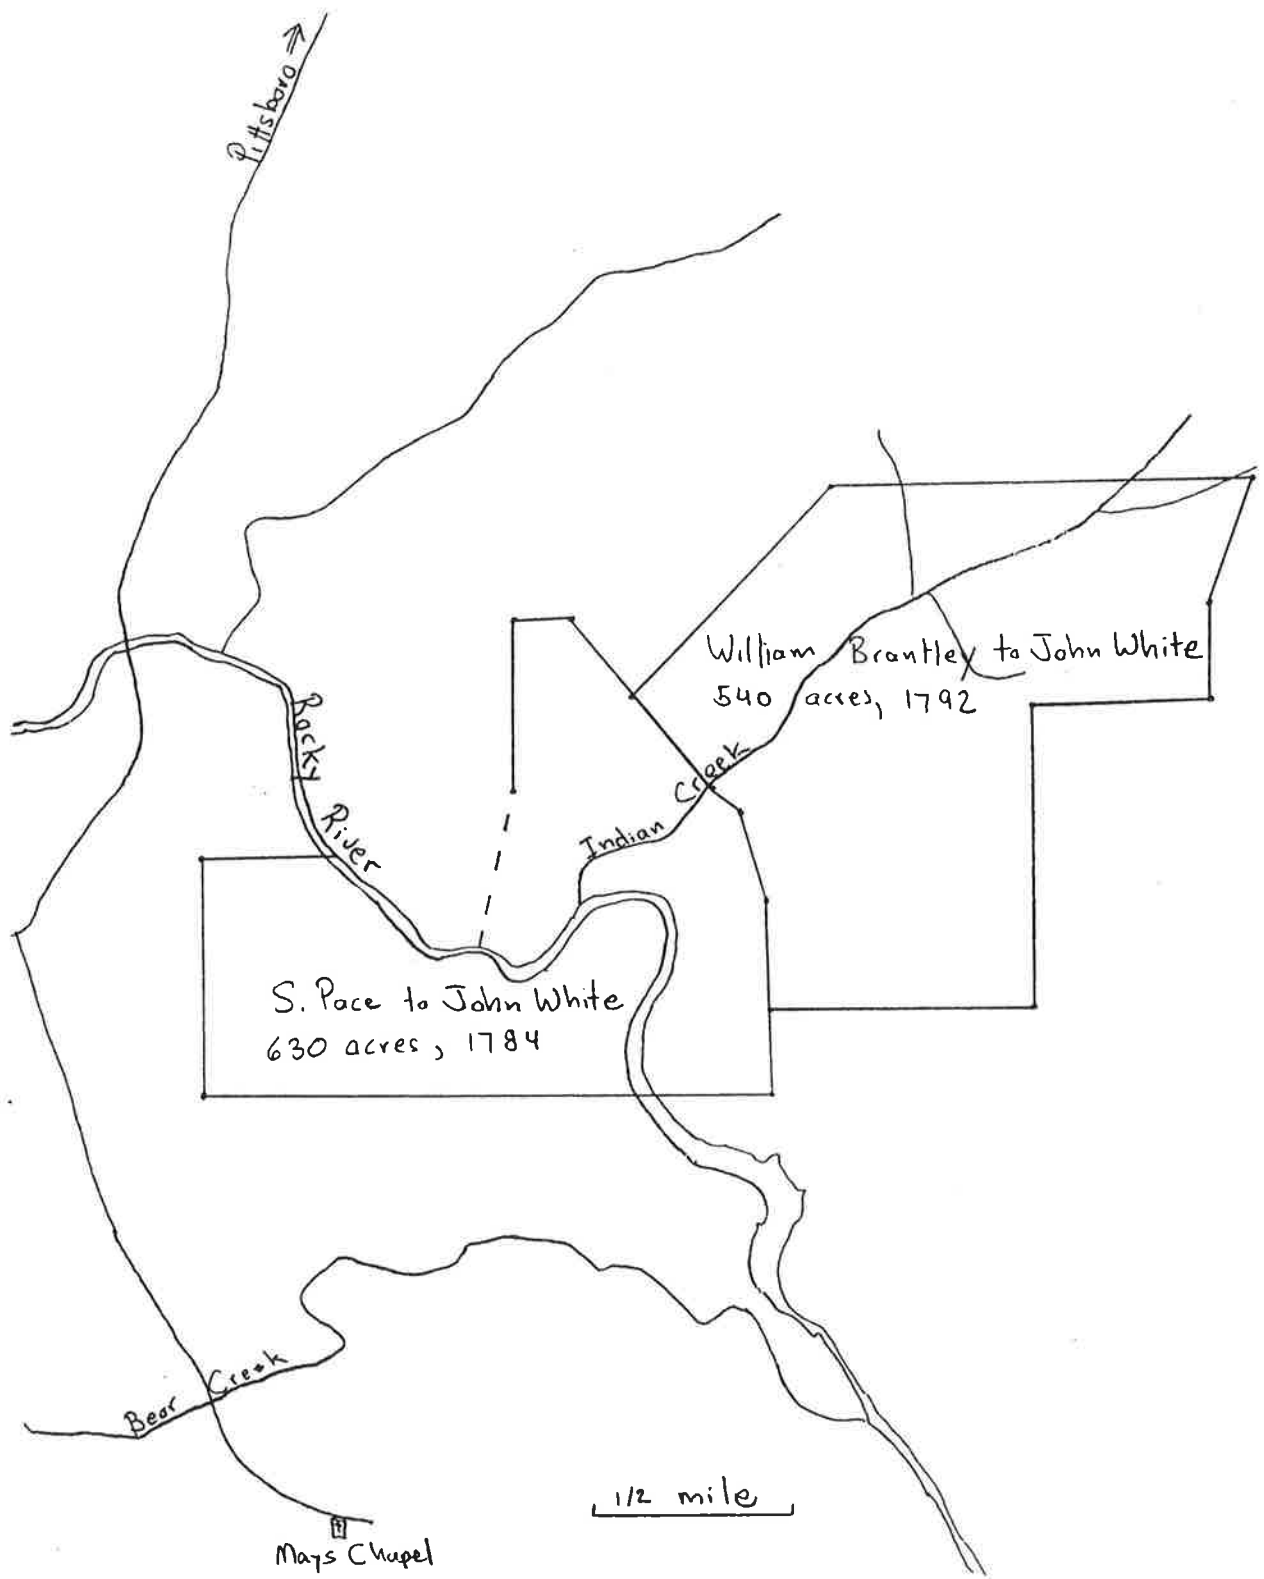 Pittsboro
William Brantley to John White
540 acres, 1792
Rocky
River
Indian Creek
S. Pace to John White
630 acres, 1784
Bear Creek
1/2 mile
Mays Chapel